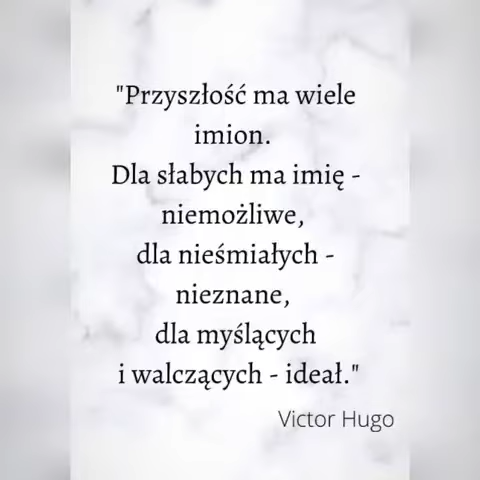 "Przyszłość ma wiele
imion.
Dla słabych ma imię -
niemożliwe,
dla nieśmiałych -
nieznane,
dla myślących
i walczących - ideał."
Victor Hugo